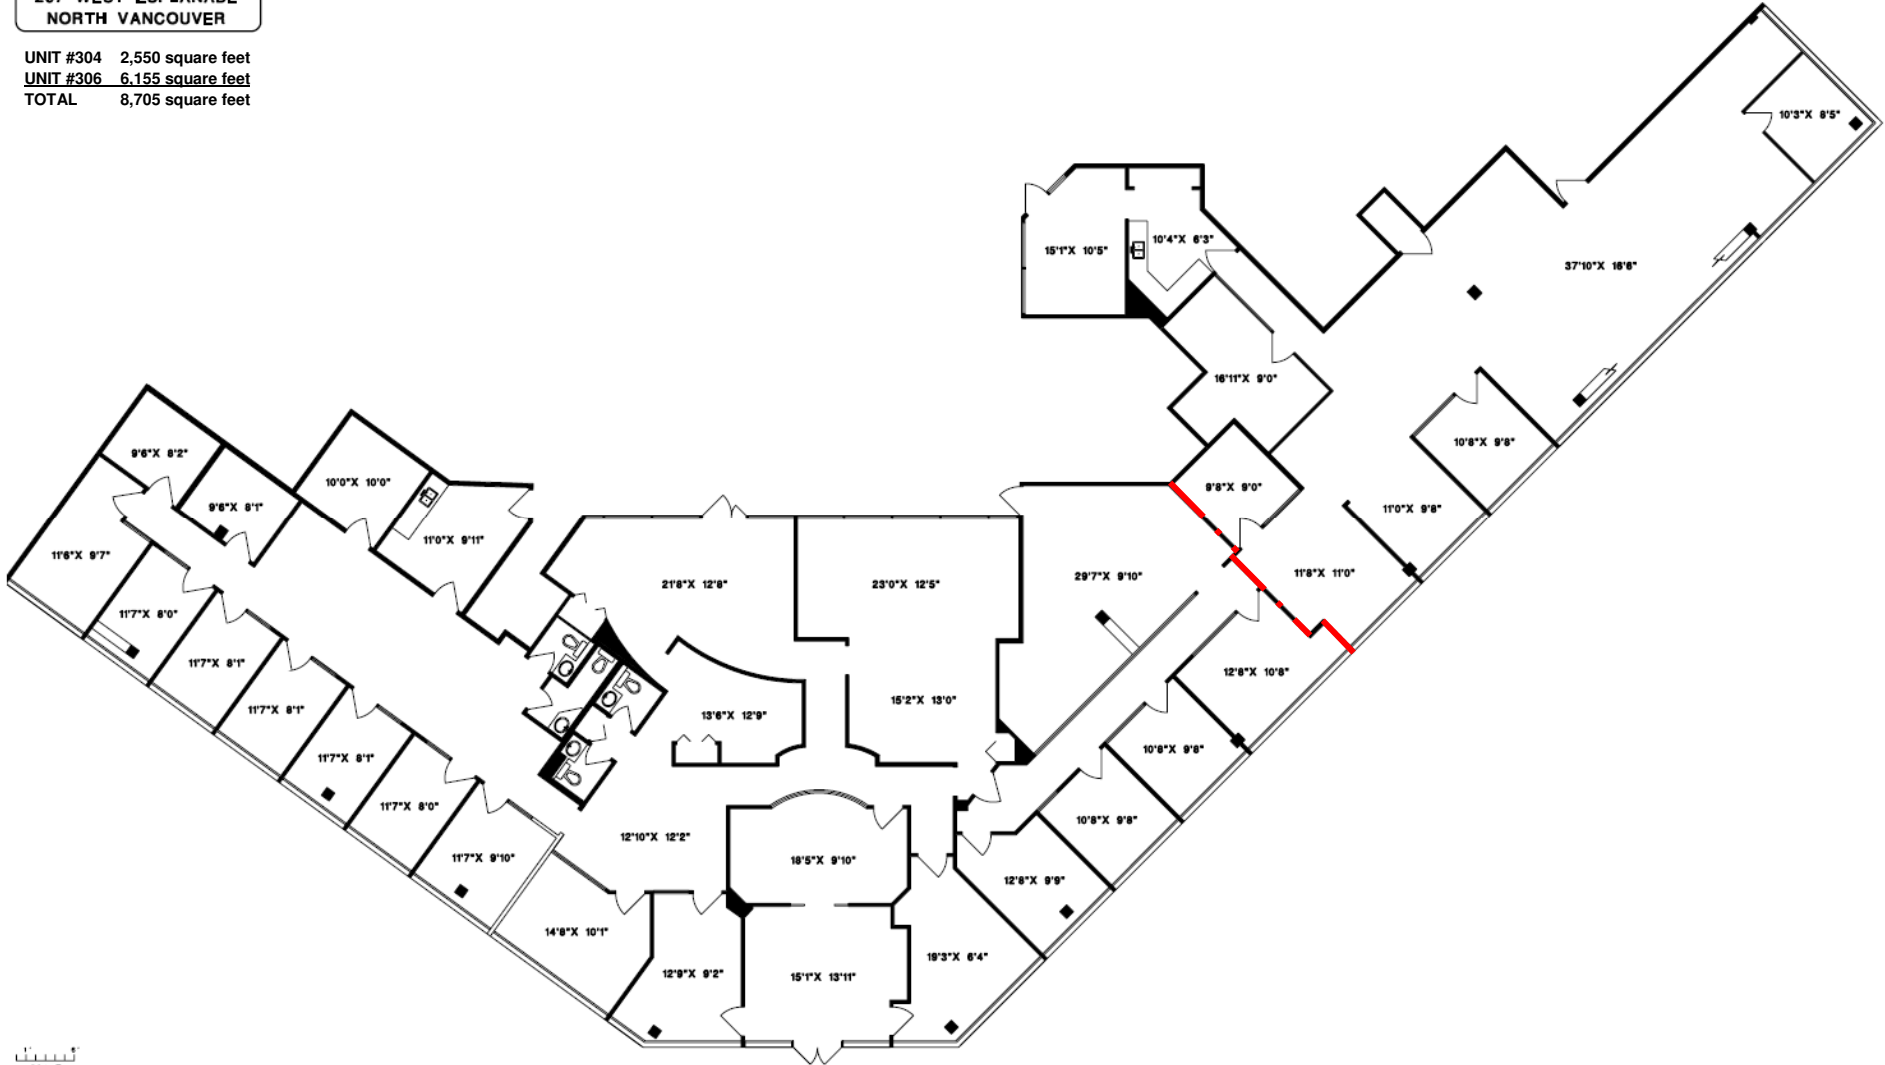 NORTH VANCOUVER
UNIT #304 2,550 square feet
UNIT #306 6,155 square feet
TOTAL 8,705 square feet
10'3"X 8'5"
15'1"X 10'5"
10'4"X 6'3"
37'10"X 16'6"
16'11"X 9'0"
10'8"X 9'8"
9'6"X 8'2"
10'0"X 10'0"
9'8"X 9'0"
9'6"X 8'1"
11'0"X 9'8"
11'0"X 9'11"
11'6"X 9'7"
21'8"X 12'8"
23'0"X 12'5"
29'7"X 9'10"
11'8"X 11'0"
11'7"X 8'0"
11'7"X 8'1"
12'8"X 10'8"
11'7"X 8'1"
13'6"X 12'9"
15'2"X 13'0"
10'8"X 9'8"
11'7"X 8'1"
11'7"X 8'0"
10'8"X 9'8"
12'10"X 12'2"
11'7"X 9'10"
18'5"X 9'10"
12'8"X 9'9"
14'8"X 10'1"
12'9"X 9'2"
15'1"X 13'11"
19'3"X 6'4"